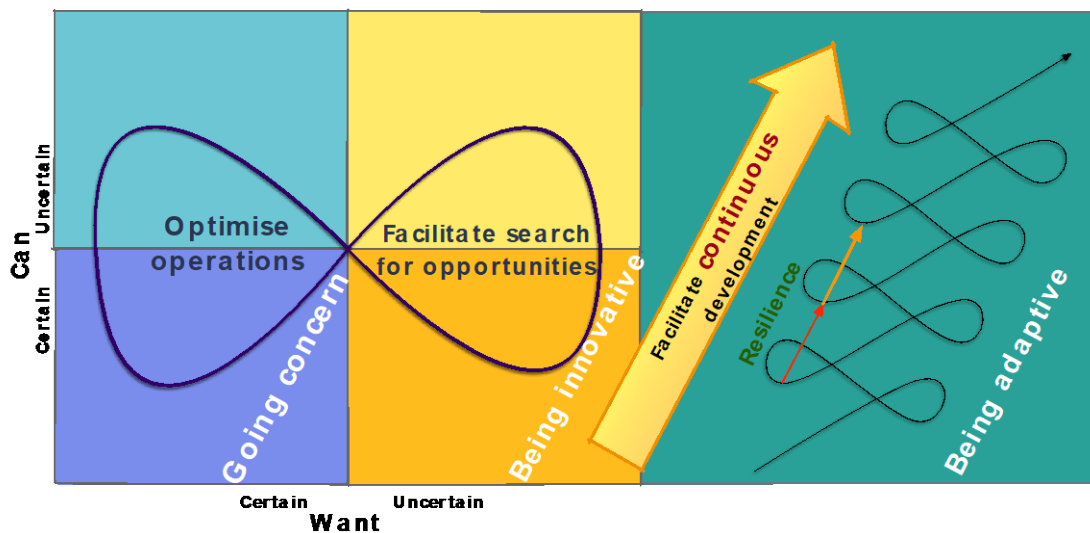 Can
Uncertain
Certain
Optimise
operations
Facilitate search
for opportunities
Going concern
Being innovative
Facilitate continuous
development
Resilience
Being adaptive
Certain
Uncertain
Want